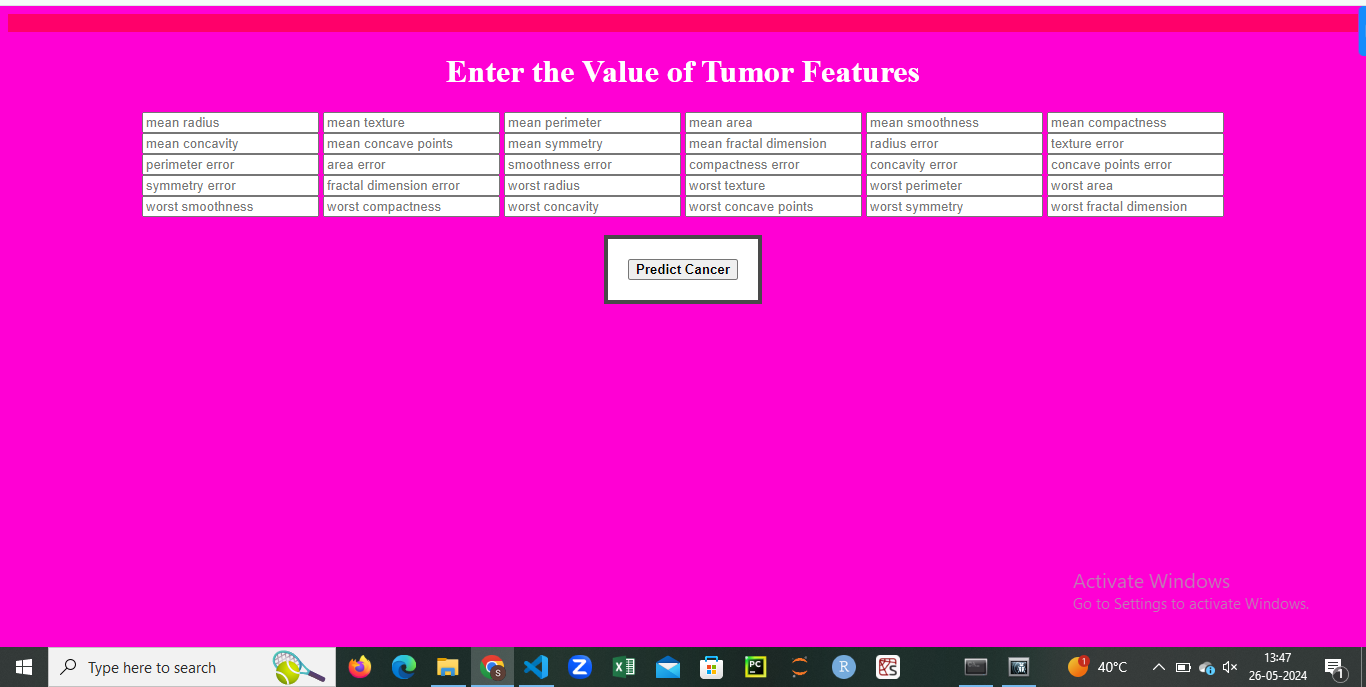 Enter the Value of Tumor Features
mean radius mean texture mean perimeter mean area mean smoothness mean compactness
mean concavity mean concave points mean symmetry mean fractal dimension radius error texture error
perimeter error area error smoothness error compactness error concavity error concave points error
symmetry error fractal dimension error worst radius worst texture worst perimeter worst area
worst smoothness worst compactness worst concavity worst concave points worst symmetry worst fractal dimension
Predict Cancer
Activate Windows
Go to Settings to activate Windows.
Type here to search S Z PC R 1 40°C 13:47
26-05-2024 1